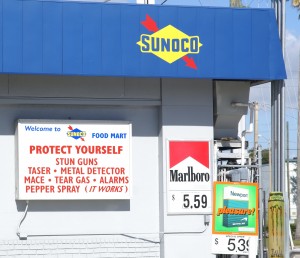 SUNOCO
Welcome to SUNOCO FOOD MART
PROTECT YOURSELF
STUN GUNS
TASER • METAL DETECTOR
MACE • TEAR GAS • ALARMS
PEPPER SPRAY (IT WORKS)
Marlboro
$ 5.59
Newport
pleasure!
$ 5.39